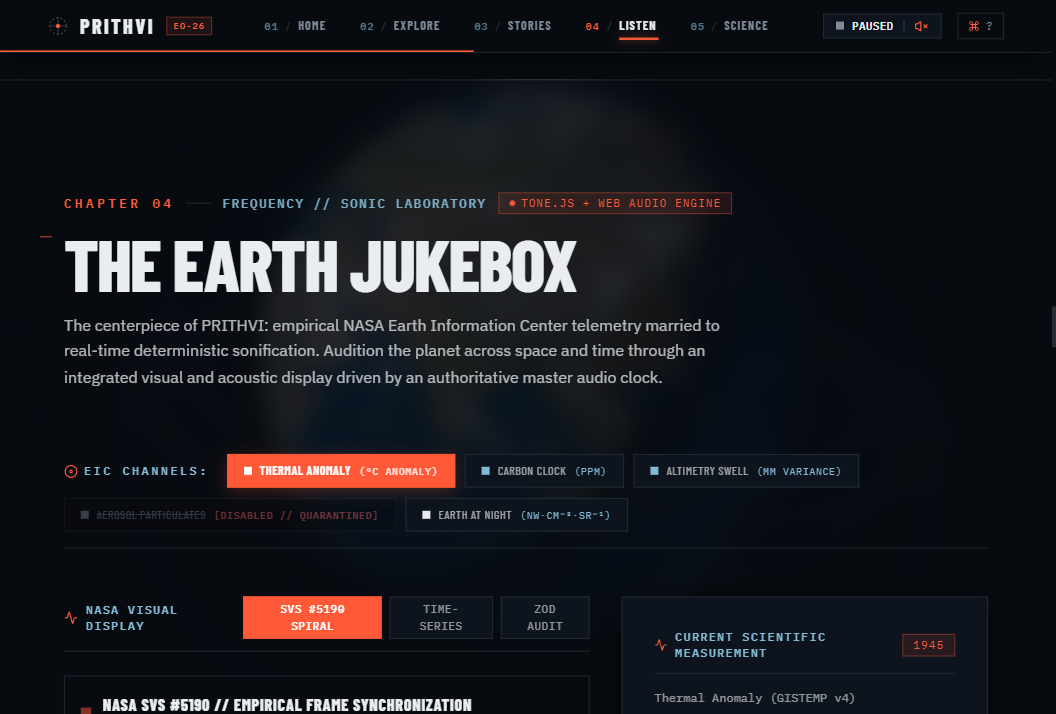 PRITHVI EO-26 01 / HOME 02 / EXPLORE 03 / STORIES 04 / LISTEN 05 / SCIENCE PAUSED ⌘ ?
CHAPTER 04 FREQUENCY // SONIC LABORATORY TONE.JS + WEB AUDIO ENGINE
THE EARTH JUKEBOX
The centerpiece of PRITHVI: empirical NASA Earth Information Center telemetry married to
real-time deterministic sonification. Audition the planet across space and time through an
integrated visual and acoustic display driven by an authoritative master audio clock.
EIC CHANNELS: THERMAL ANOMALY (°C ANOMALY) CARBON CLOCK (PPM) ALTIMETRY SWELL (MM VARIANCE)
AEROSOL PARTICULATES [DISABLED // QUARANTINED] EARTH AT NIGHT (NW·CM⁻²·SR⁻¹)
NASA VISUAL
DISPLAY
SVS #5190
SPIRAL
TIME-
SERIES
ZOD
AUDIT
NASA SVS #5190 // EMPIRICAL FRAME SYNCHRONIZATION
CURRENT SCIENTIFIC
MEASUREMENT
1945
Thermal Anomaly (GISTEMP v4)